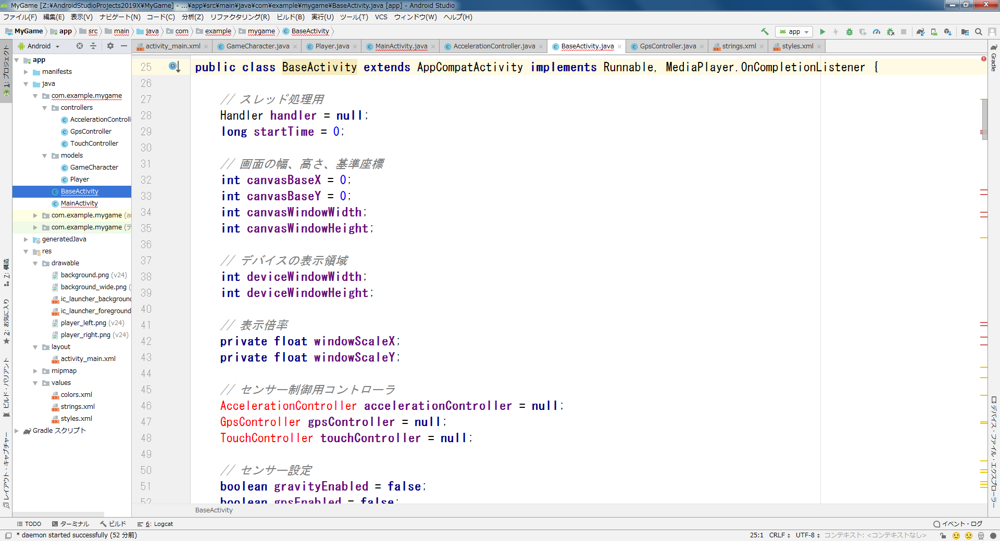 MyGame [Z:¥AndroidStudioProjects2019X¥MyGame] - ...¥app¥src¥main¥java¥com¥example¥mygame¥BaseActivity.java [app] - Android Studio
ファイル(F) 編集(E) 表示(V) ナビゲート(N) コード(C) 分析(Z) リファクタリング(R) ビルド(B) 実行(U) ツール(T) VCS ウィンドウ(W) ヘルプ(H)
MyGame app src main java com example mygame BaseActivity app
Android
activity_main.xml GameCharacter.java Player.java MainActivity.java AccelerationController.java BaseActivity.java GpsController.java strings.xml styles.xml
1: プロジェクト
Z: 構造
2: お気に入り
ビルド・バリアント
レイアウト・キャプチャー
app
manifests
java
com.example.mygame
controllers
AccelerationControll
GpsController
TouchController
models
GameCharacter
Player
BaseActivity
MainActivity
com.example.mygame (a
com.example.mygame (テ
generatedJava
res
drawable
background.png (v24)
background_wide.png (
ic_launcher_background
ic_launcher_foreground
player_left.png (v24)
player_right.png (v24)
layout
activity_main.xml
mipmap
values
colors.xml
strings.xml
styles.xml
Gradle スクリプト
25 public class BaseActivity extends AppCompatActivity implements Runnable, MediaPlayer.OnCompletionListener {
26
27 // スレッド処理用
28 Handler handler = null;
29 long startTime = 0;
30
31 // 画面の幅、高さ、基準座標
32 int canvasBaseX = 0;
33 int canvasBaseY = 0;
34 int canvasWindowWidth;
35 int canvasWindowHeight;
36
37 // デバイスの表示領域
38 int deviceWindowWidth;
39 int deviceWindowHeight;
40
41 // 表示倍率
42 private float windowScaleX;
43 private float windowScaleY;
44
45 // センサー制御用コントローラ
46 AccelerationController accelerationController = null;
47 GpsController gpsController = null;
48 TouchController touchController = null;
49
50 // センサー設定
51 boolean gravityEnabled = false;
52 boolean gpsEnabled = false;
BaseActivity
Gradle
デバイス・ファイル・エクスプローラー
TODO ターミナル ビルド 6: Logcat イベント・ログ
* daemon started successfully (52 分前) 25:1 CRLF UTF-8 コンテキスト: <コンテキストなし>